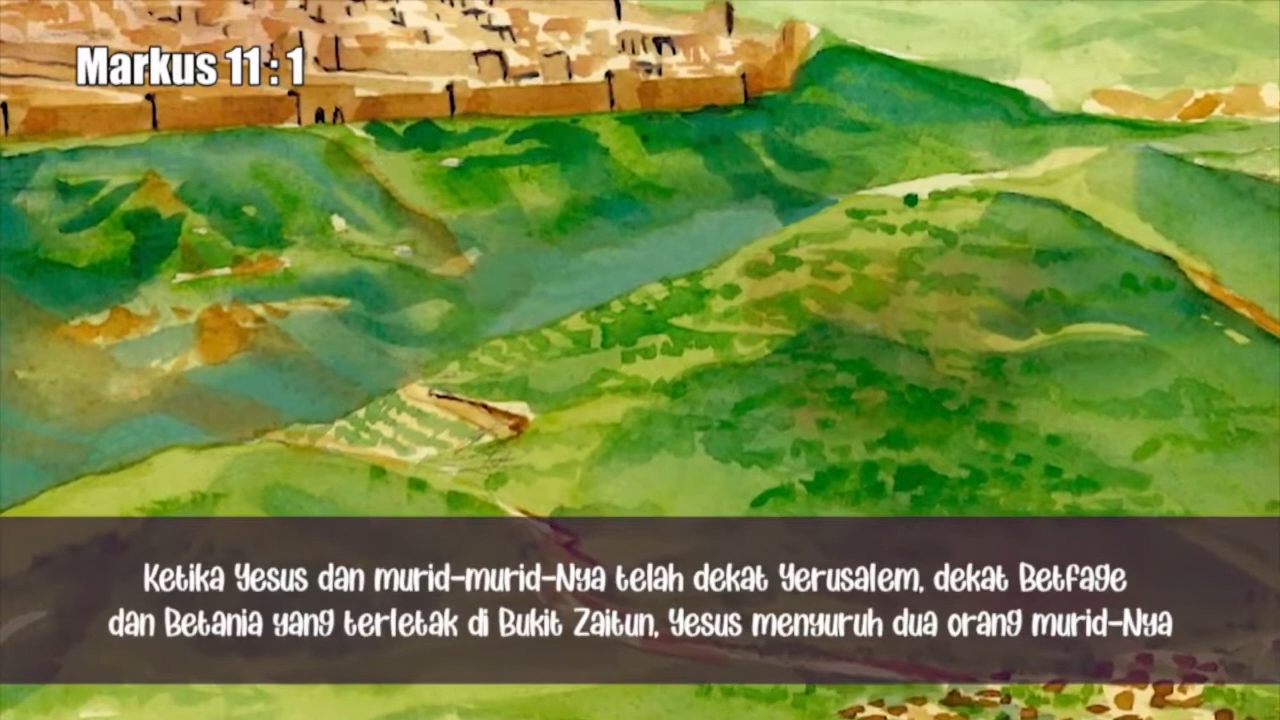 Markus 11 : 1
Ketika Yesus dan murid-murid-Nya telah dekat Yerusalem, dekat Betfage
dan Betania yang terletak di Bukit Zaitun, Yesus menyuruh dua orang murid-Nya